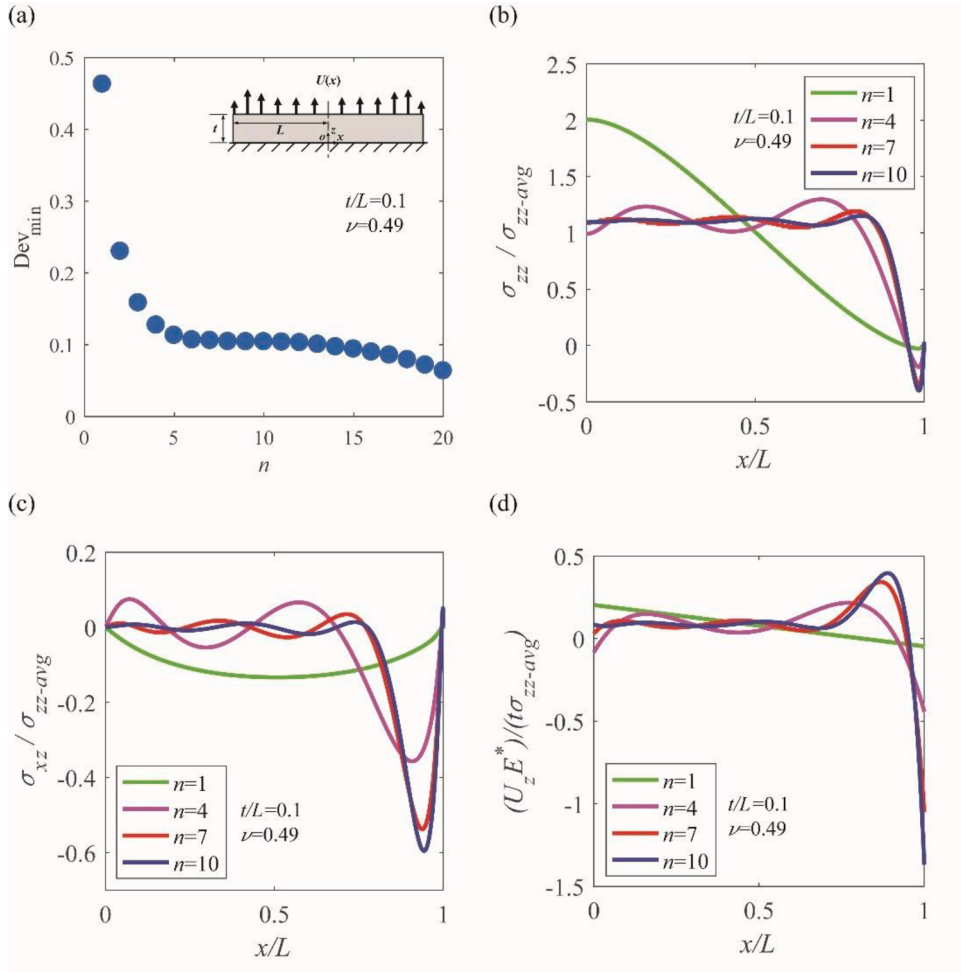 (a)
0.5
0.4
0.3
0.2
0.1
0
Dev_min
0
5
10
15
20
n
U(x)
t
L
o
z
x
t/L=0.1
ν=0.49
(b)
2
1.5
1
0.5
0
-0.5
σ_zz / σ_zz-avg
0
0.5
1
x/L
t/L=0.1
ν=0.49
n=1
n=4
n=7
n=10
(c)
0.2
0
-0.2
-0.4
-0.6
σ_xz / σ_zz-avg
0
0.5
1
x/L
n=1
n=4
n=7
n=10
t/L=0.1
ν=0.49
(d)
0.5
0
-0.5
-1
-1.5
(U_z E^*)/(tσ_zz-avg)
0
0.5
1
x/L
n=1
n=4
n=7
n=10
t/L=0.1
ν=0.49